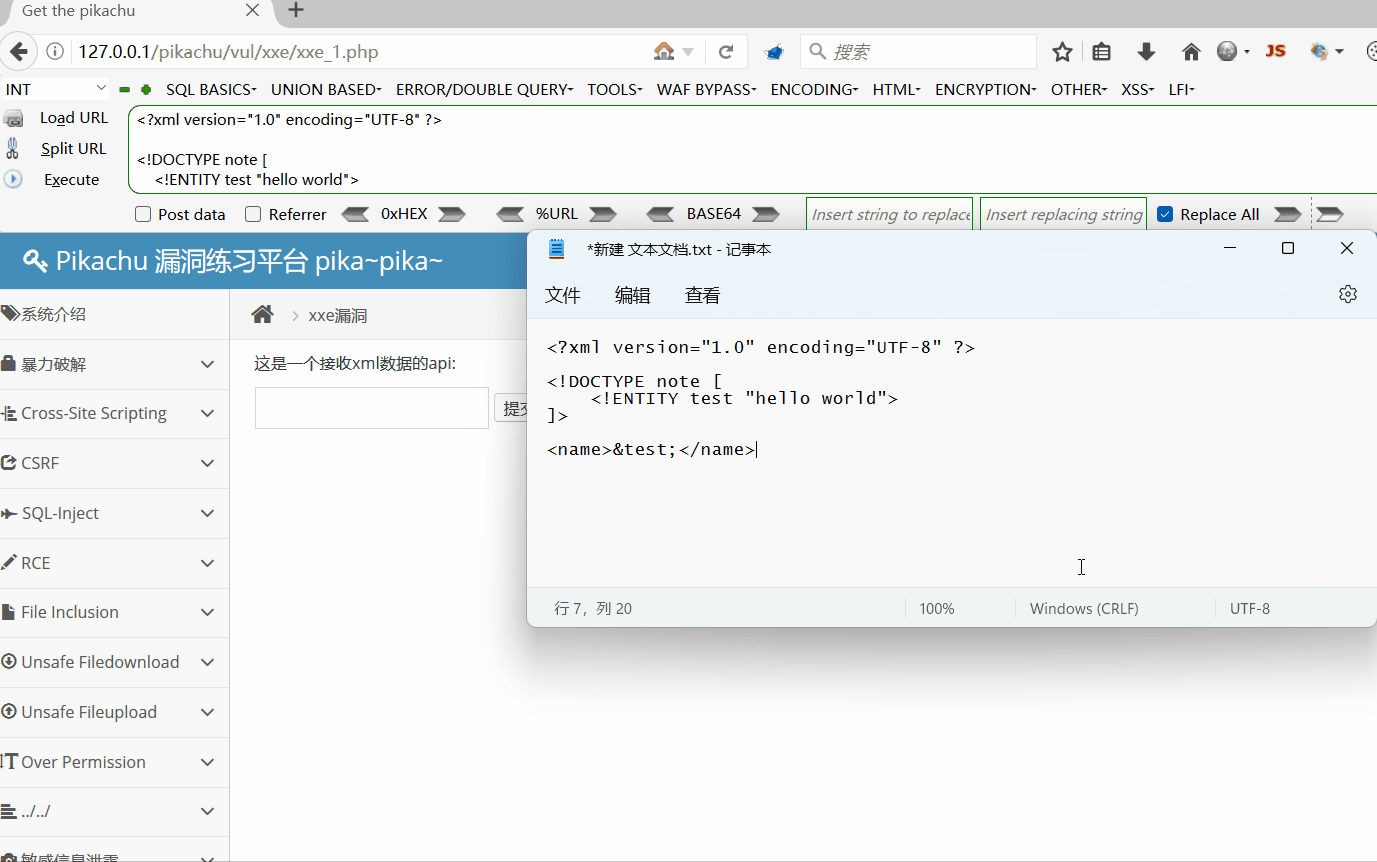 Get the pikachu
127.0.0.1/pikachu/vul/xxe/xxe_1.php
搜索
JS
INT SQL BASICS UNION BASED ERROR/DOUBLE QUERY TOOLS WAF BYPASS ENCODING HTML ENCRYPTION OTHER XSS LFI
Load URL
Split URL
Execute
<?xml version="1.0" encoding="UTF-8" ?>
<!DOCTYPE note [
<!ENTITY test "hello world">
Post data Referrer 0xHEX %URL BASE64 Insert string to replace Insert replacing string Replace All
Pikachu 漏洞练习平台 pika~pika~
系统介绍
暴力破解
Cross-Site Scripting
CSRF
SQL-Inject
RCE
File Inclusion
Unsafe Filedownload
Unsafe Fileupload
Over Permission
../../
敏感信息泄露
xxe漏洞
这是一个接收xml数据的api:
提交
*新建 文本文档.txt - 记事本
文件 编辑 查看
<?xml version="1.0" encoding="UTF-8" ?>
<!DOCTYPE note [
<!ENTITY test "hello world">
]>
<name>&test;</name>
行 7，列 20 100% Windows (CRLF) UTF-8